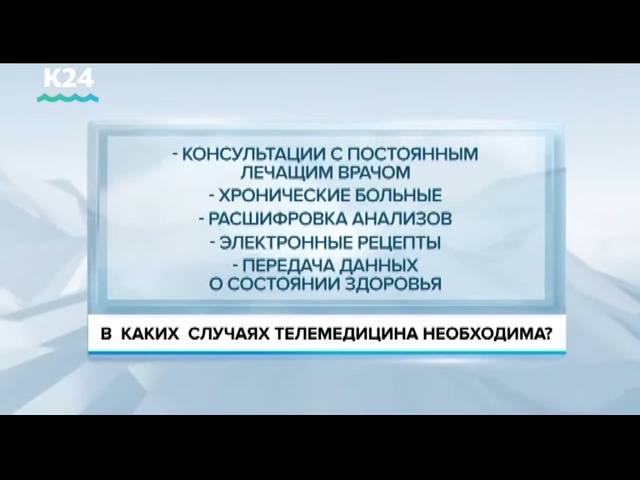 К24
- КОНСУЛЬТАЦИИ С ПОСТОЯННЫМ
ЛЕЧАЩИМ ВРАЧОМ
- ХРОНИЧЕСКИЕ БОЛЬНЫЕ
- РАСШИФРОВКА АНАЛИЗОВ
- ЭЛЕКТРОННЫЕ РЕЦЕПТЫ
- ПЕРЕДАЧА ДАННЫХ
О СОСТОЯНИИ ЗДОРОВЬЯ
В КАКИХ СЛУЧАЯХ ТЕЛЕМЕДИЦИНА НЕОБХОДИМА?